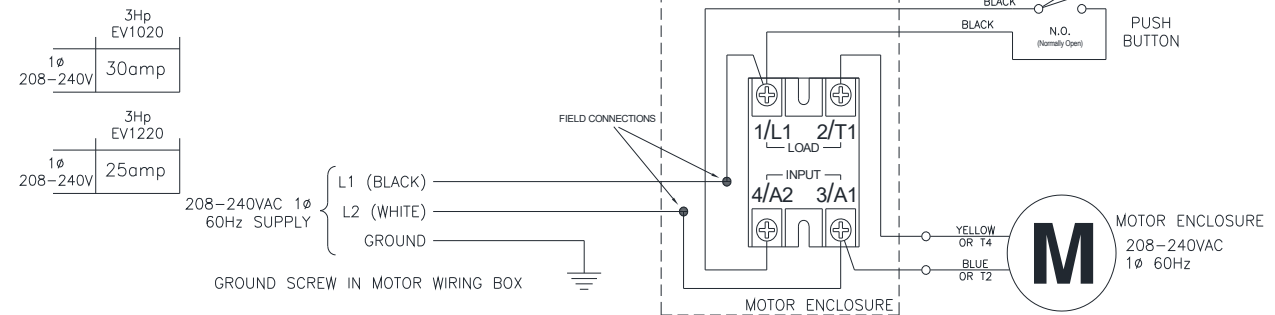 3Hp
EV1020
1ø
208-240V
30amp
3Hp
EV1220
1ø
208-240V
25amp
208-240VAC 1ø
60Hz SUPPLY
L1 (BLACK)
L2 (WHITE)
GROUND
GROUND SCREW IN MOTOR WIRING BOX
FIELD CONNECTIONS
BLACK
BLACK
N.O.
(Normally Open)
PUSH
BUTTON
1/L1 2/T1
LOAD
INPUT
4/A2 3/A1
YELLOW
OR T4
BLUE
OR T2
MOTOR ENCLOSURE
M
MOTOR ENCLOSURE
208-240VAC
1ø 60Hz